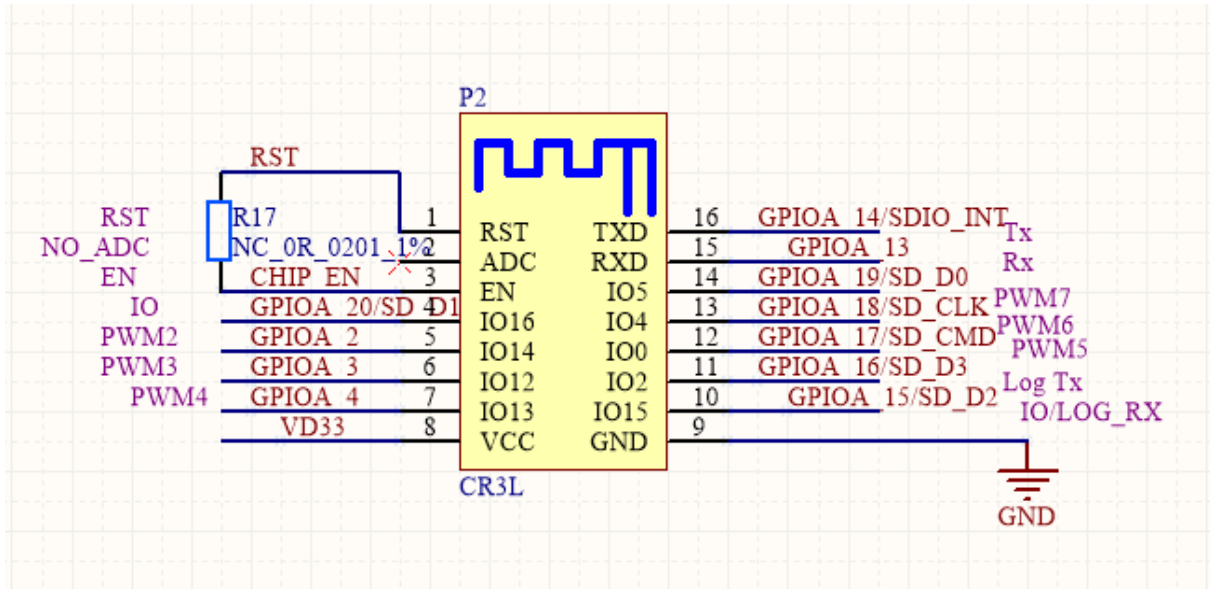 P2
RST
RST
R17
NO_ADC
NC_0R_0201_1%
EN
CHIP_EN
IO
GPIOA_20/SD_D1
PWM2
GPIOA_2
PWM3
GPIOA_3
PWM4
GPIOA_4
VD33
1
2
3
4
5
6
7
8
RST
ADC
EN
IO16
IO14
IO12
IO13
VCC
TXD
RXD
IO5
IO4
IO0
IO2
IO15
GND
16
15
14
13
12
11
10
9
GPIOA_14/SDIO_INT
GPIOA_13
GPIOA_19/SD_D0
GPIOA_18/SD_CLK
GPIOA_17/SD_CMD
GPIOA_16/SD_D3
GPIOA_15/SD_D2
Tx
Rx
PWM7
PWM6
PWM5
Log Tx
IO/LOG_RX
CR3L
GND